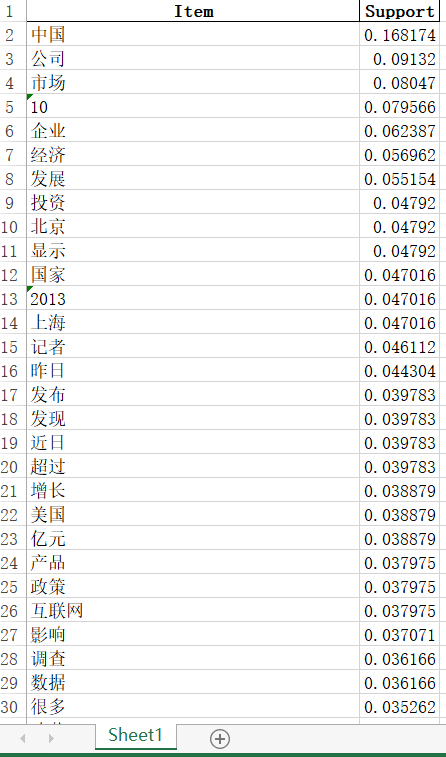 1 Item Support
2 中国 0.168174
3 公司 0.09132
4 市场 0.08047
5 10 0.079566
6 企业 0.062387
7 经济 0.056962
8 发展 0.055154
9 投资 0.04792
10 北京 0.04792
11 显示 0.04792
12 国家 0.047016
13 2013 0.047016
14 上海 0.047016
15 记者 0.046112
16 昨日 0.044304
17 发布 0.039783
18 发现 0.039783
19 近日 0.039783
20 超过 0.039783
21 增长 0.038879
22 美国 0.038879
23 亿元 0.038879
24 产品 0.037975
25 政策 0.037975
26 互联网 0.037975
27 影响 0.037071
28 调查 0.036166
29 数据 0.036166
30 很多 0.035262
Sheet1